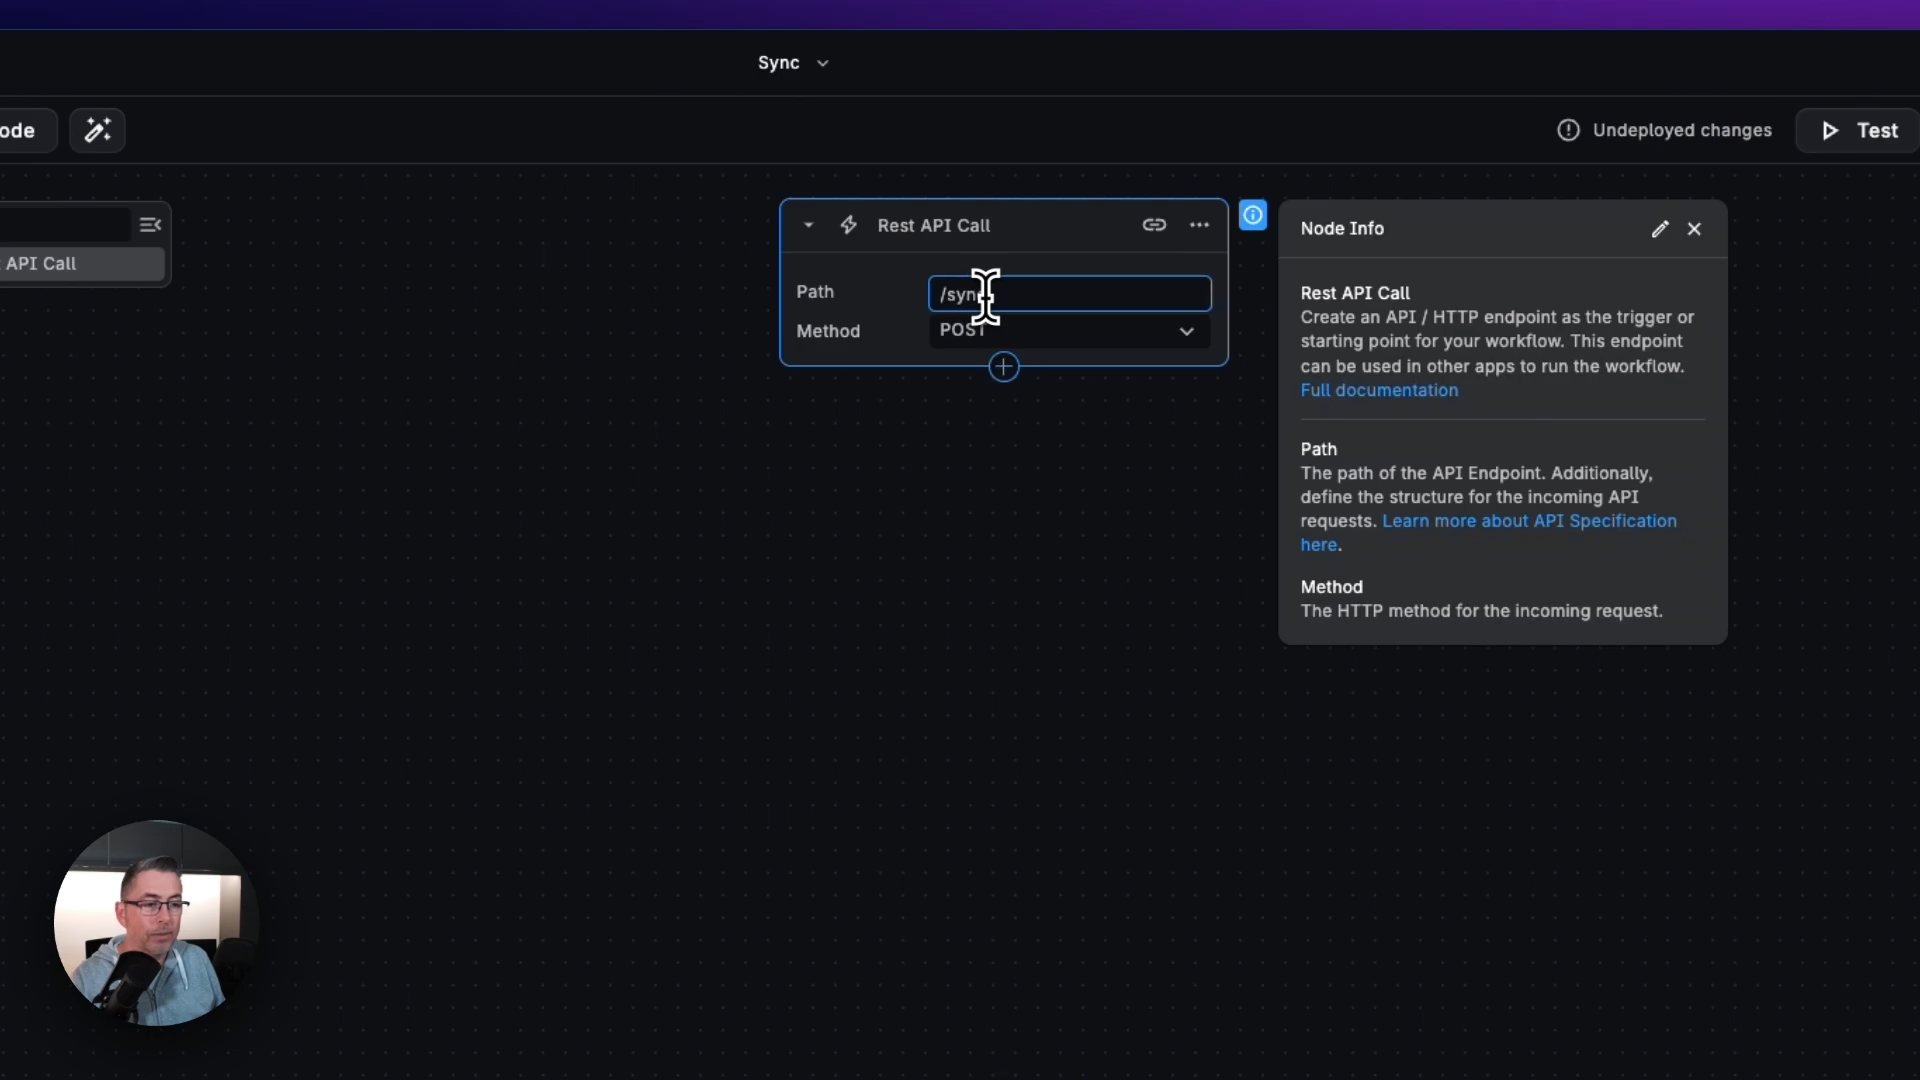 Sync
ode
Undeployed changes
Test
API Call
Rest API Call
Path
/sync
Method
POST
Node Info
Rest API Call
Create an API / HTTP endpoint as the trigger or
starting point for your workflow. This endpoint
can be used in other apps to run the workflow.
Full documentation
Path
The path of the API Endpoint. Additionally,
define the structure for the incoming API
requests. Learn more about API Specification
here.
Method
The HTTP method for the incoming request.